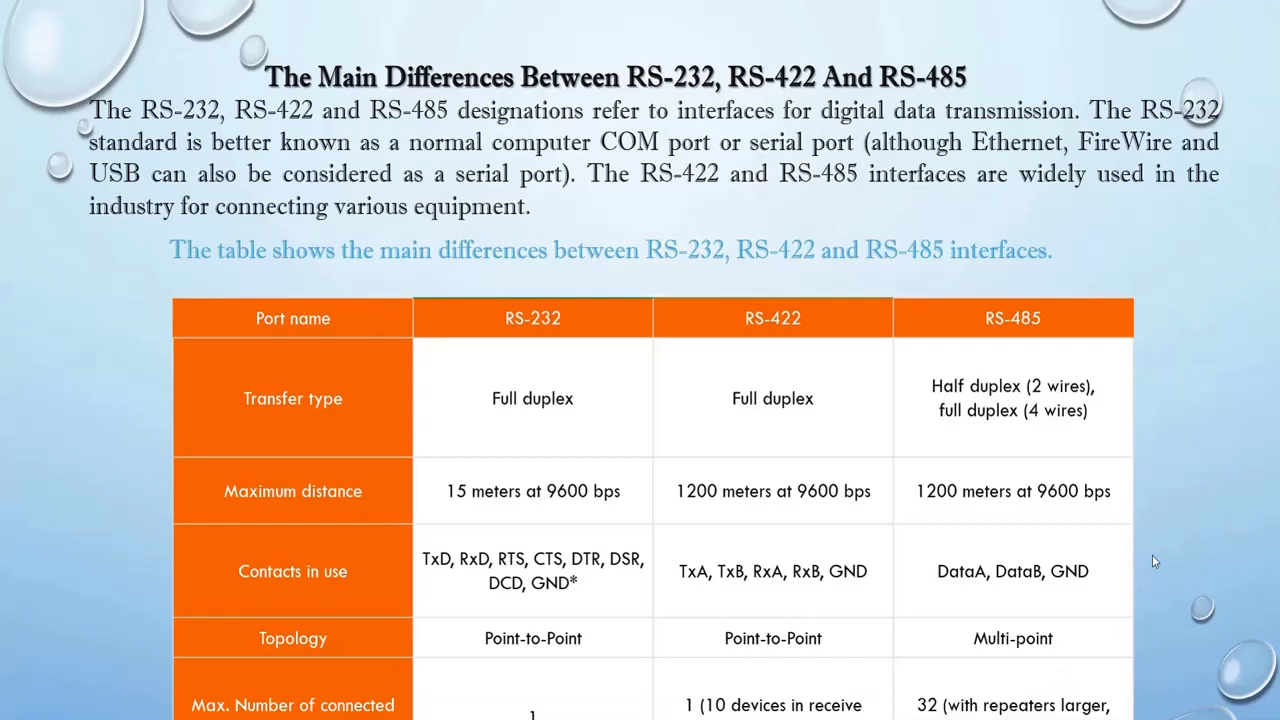 The Main Differences Between RS-232, RS-422 And RS-485
The RS-232, RS-422 and RS-485 designations refer to interfaces for digital data transmission. The RS-232
standard is better known as a normal computer COM port or serial port (although Ethernet, FireWire and
USB can also be considered as a serial port). The RS-422 and RS-485 interfaces are widely used in the
industry for connecting various equipment.
The table shows the main differences between RS-232, RS-422 and RS-485 interfaces.
Port name RS-232 RS-422 RS-485
Transfer type Full duplex Full duplex Half duplex (2 wires),
full duplex (4 wires)
Maximum distance 15 meters at 9600 bps 1200 meters at 9600 bps 1200 meters at 9600 bps
Contacts in use TxD, RxD, RTS, CTS, DTR, DSR,
DCD, GND* TxA, TxB, RxA, RxB, GND DataA, DataB, GND
Topology Point-to-Point Point-to-Point Multi-point
Max. Number of connected 1 1 (10 devices in receive 32 (with repeaters larger,